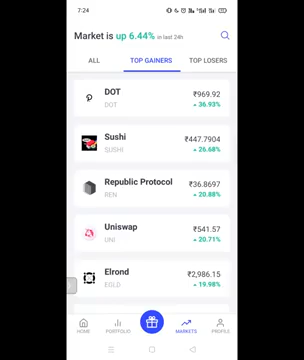 7:24
Market is up 6.44% in last 24h
ALL TOP GAINERS TOP LOSERS
DOT ₹969.92
DOT ▲ 36.93%
Sushi ₹447.7904
SUSHI ▲ 26.68%
Republic Protocol ₹36.8697
REN ▲ 20.88%
Uniswap ₹541.57
UNI ▲ 20.71%
Elrond ₹2,986.15
EGLD ▲ 19.98%
HOME PORTFOLIO MARKETS PROFILE